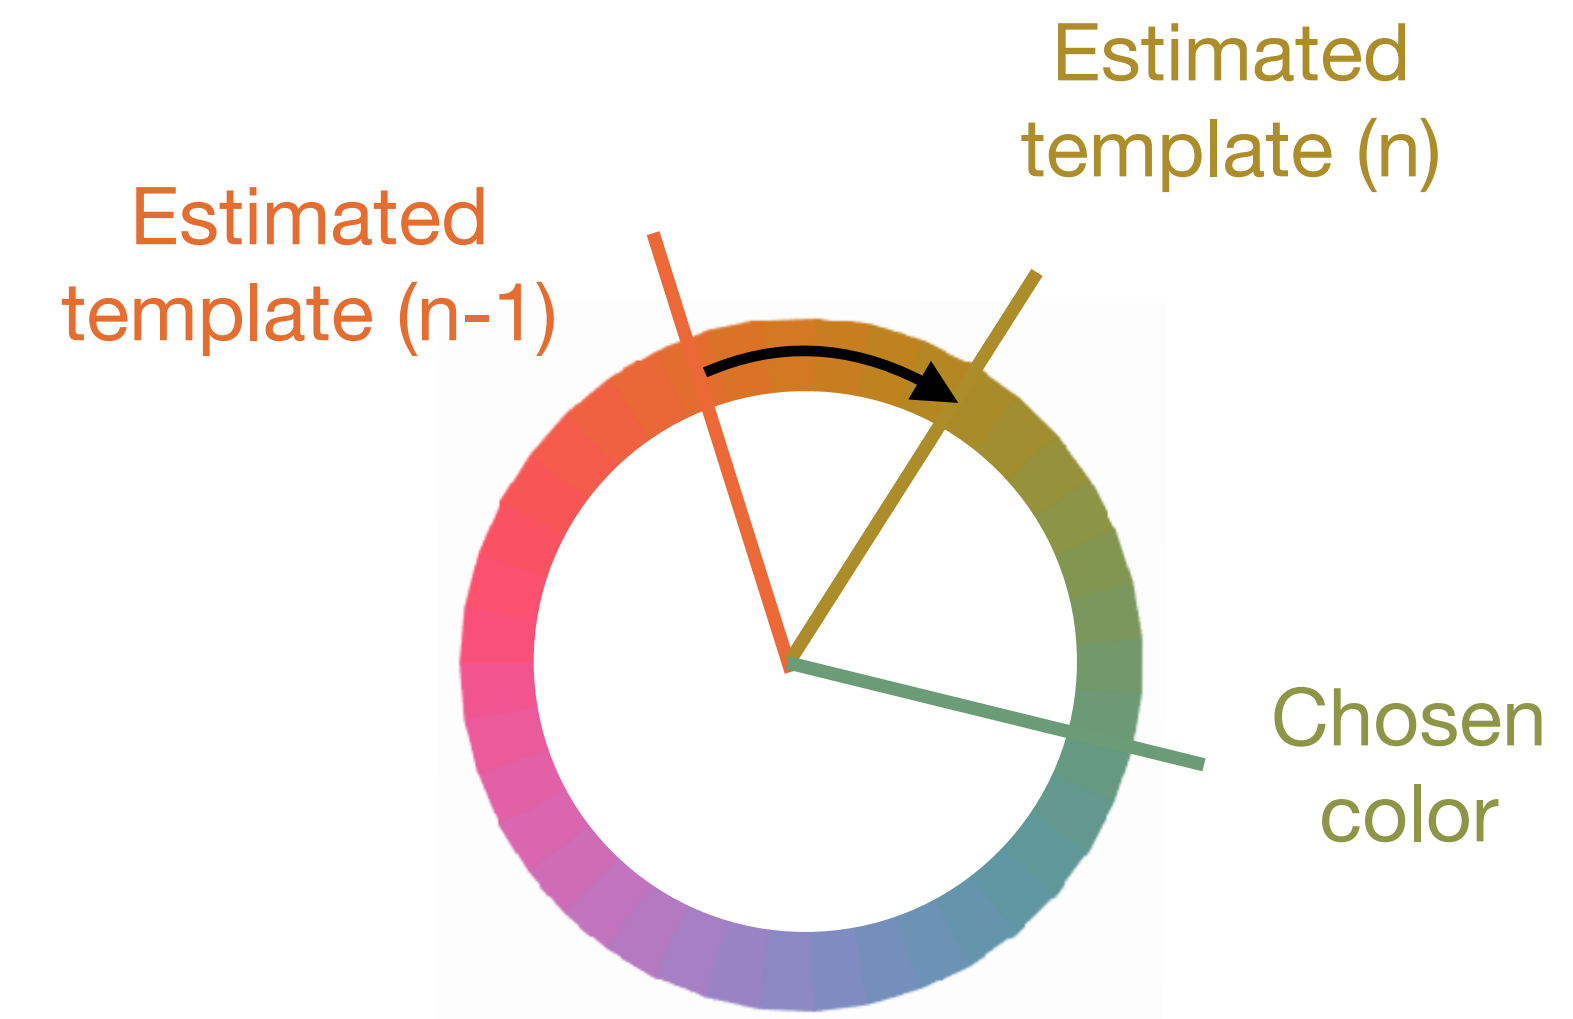 Estimated
template (n)
Estimated
template (n-1)
Chosen
color